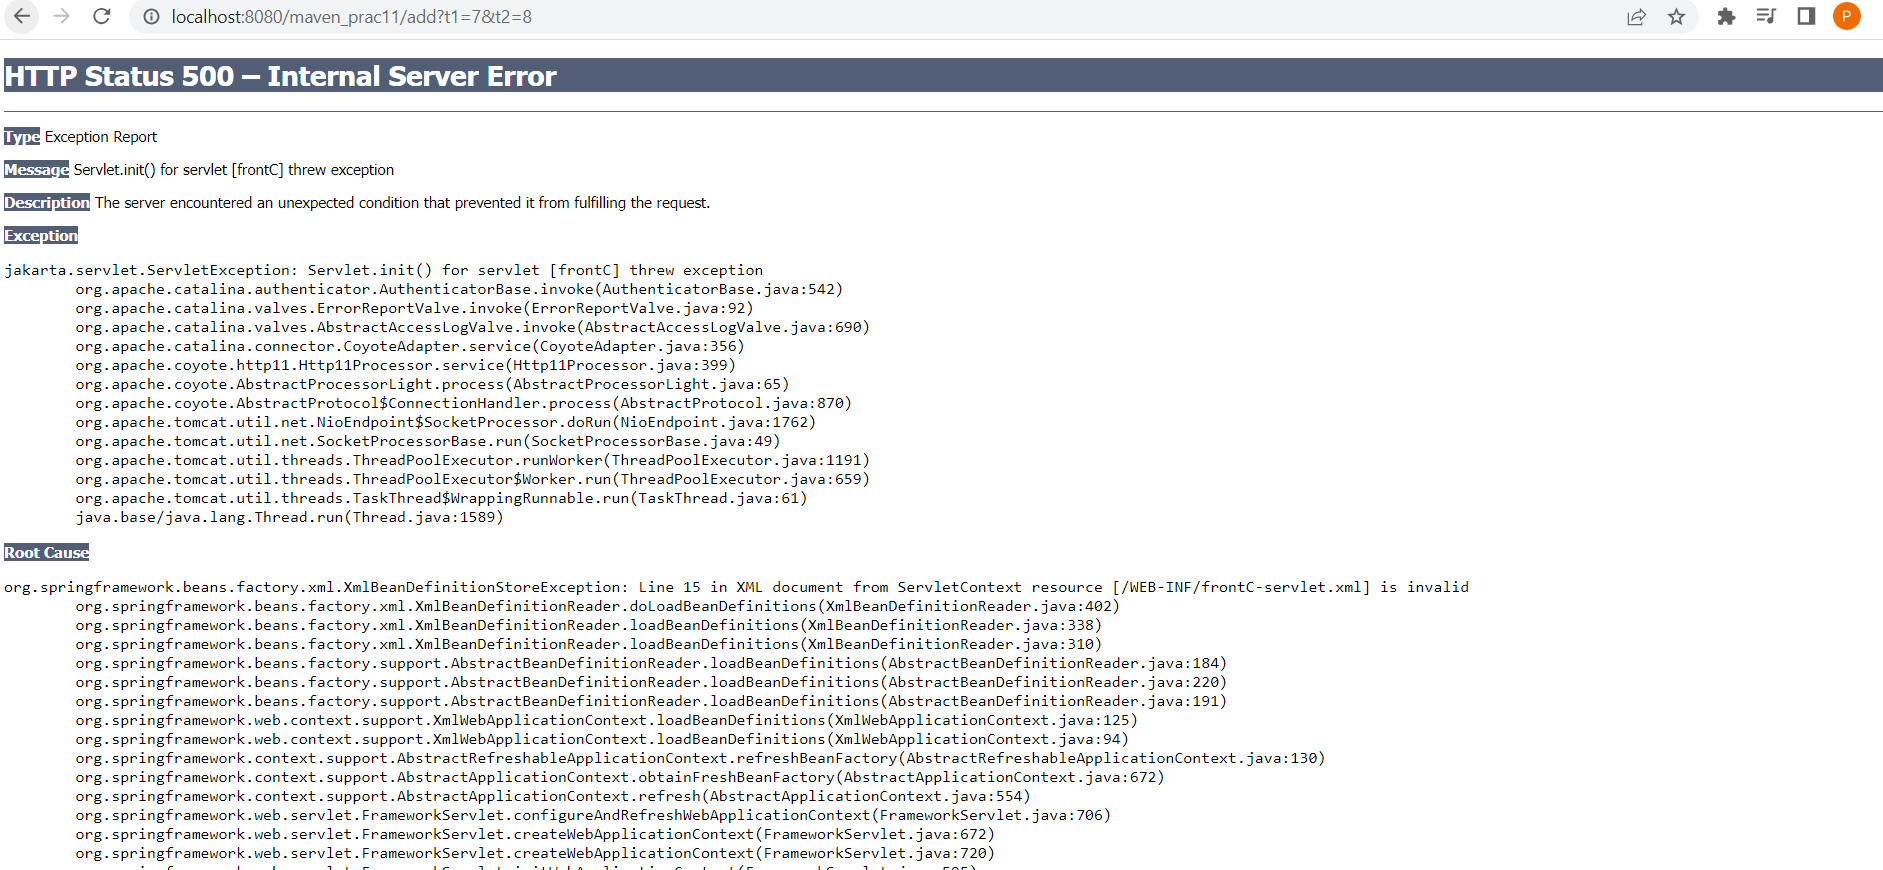 localhost:8080/maven_prac11/add?t1=7&t2=8
P
HTTP Status 500 – Internal Server Error
Type Exception Report
Message Servlet.init() for servlet [frontC] threw exception
Description The server encountered an unexpected condition that prevented it from fulfilling the request.
Exception
jakarta.servlet.ServletException: Servlet.init() for servlet [frontC] threw exception
org.apache.catalina.authenticator.AuthenticatorBase.invoke(AuthenticatorBase.java:542)
org.apache.catalina.valves.ErrorReportValve.invoke(ErrorReportValve.java:92)
org.apache.catalina.valves.AbstractAccessLogValve.invoke(AbstractAccessLogValve.java:690)
org.apache.catalina.connector.CoyoteAdapter.service(CoyoteAdapter.java:356)
org.apache.coyote.http11.Http11Processor.service(Http11Processor.java:399)
org.apache.coyote.AbstractProcessorLight.process(AbstractProcessorLight.java:65)
org.apache.coyote.AbstractProtocol$ConnectionHandler.process(AbstractProtocol.java:870)
org.apache.tomcat.util.net.NioEndpoint$SocketProcessor.doRun(NioEndpoint.java:1762)
org.apache.tomcat.util.net.SocketProcessorBase.run(SocketProcessorBase.java:49)
org.apache.tomcat.util.threads.ThreadPoolExecutor.runWorker(ThreadPoolExecutor.java:1191)
org.apache.tomcat.util.threads.ThreadPoolExecutor$Worker.run(ThreadPoolExecutor.java:659)
org.apache.tomcat.util.threads.TaskThread$WrappingRunnable.run(TaskThread.java:61)
java.base/java.lang.Thread.run(Thread.java:1589)
Root Cause
org.springframework.beans.factory.xml.XmlBeanDefinitionStoreException: Line 15 in XML document from ServletContext resource [/WEB-INF/frontC-servlet.xml] is invalid
org.springframework.beans.factory.xml.XmlBeanDefinitionReader.doLoadBeanDefinitions(XmlBeanDefinitionReader.java:402)
org.springframework.beans.factory.xml.XmlBeanDefinitionReader.loadBeanDefinitions(XmlBeanDefinitionReader.java:338)
org.springframework.beans.factory.xml.XmlBeanDefinitionReader.loadBeanDefinitions(XmlBeanDefinitionReader.java:310)
org.springframework.beans.factory.support.AbstractBeanDefinitionReader.loadBeanDefinitions(AbstractBeanDefinitionReader.java:184)
org.springframework.beans.factory.support.AbstractBeanDefinitionReader.loadBeanDefinitions(AbstractBeanDefinitionReader.java:220)
org.springframework.beans.factory.support.AbstractBeanDefinitionReader.loadBeanDefinitions(AbstractBeanDefinitionReader.java:191)
org.springframework.web.context.support.XmlWebApplicationContext.loadBeanDefinitions(XmlWebApplicationContext.java:125)
org.springframework.web.context.support.XmlWebApplicationContext.loadBeanDefinitions(XmlWebApplicationContext.java:94)
org.springframework.context.support.AbstractRefreshableApplicationContext.refreshBeanFactory(AbstractRefreshableApplicationContext.java:130)
org.springframework.context.support.AbstractApplicationContext.obtainFreshBeanFactory(AbstractApplicationContext.java:672)
org.springframework.context.support.AbstractApplicationContext.refresh(AbstractApplicationContext.java:554)
org.springframework.web.servlet.FrameworkServlet.configureAndRefreshWebApplicationContext(FrameworkServlet.java:706)
org.springframework.web.servlet.FrameworkServlet.createWebApplicationContext(FrameworkServlet.java:672)
org.springframework.web.servlet.FrameworkServlet.createWebApplicationContext(FrameworkServlet.java:720)